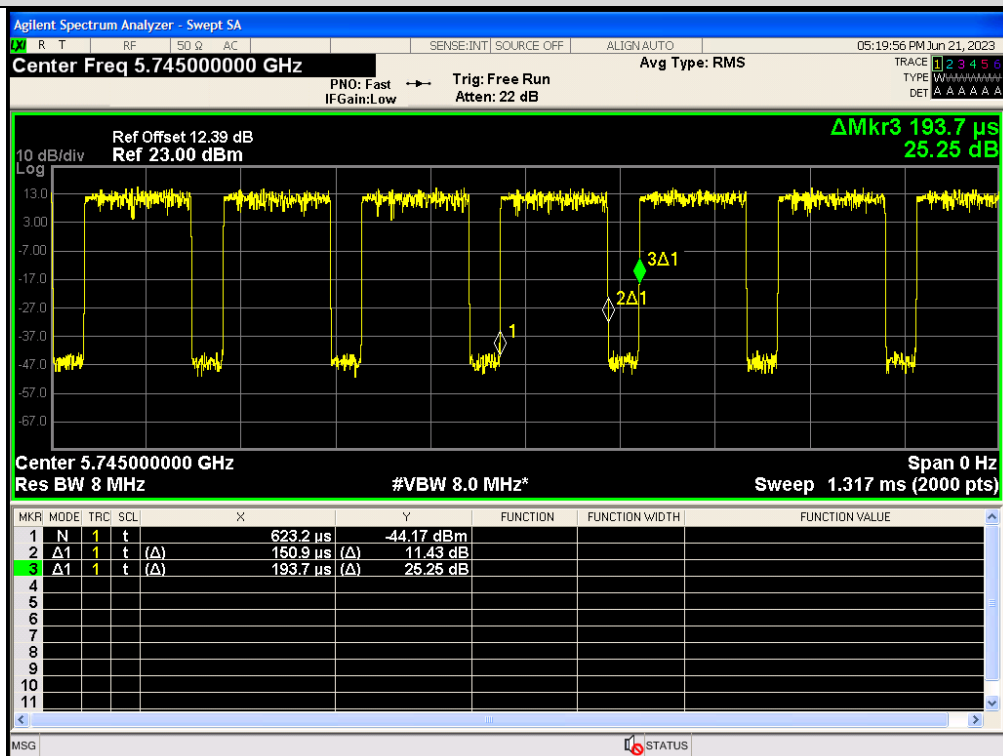 Agilent Spectrum Analyzer - Swept SA
LXI R T RF 50 Ω AC SENSE:INT SOURCE OFF ALIGN AUTO 05:19:56 PM Jun 21, 2023
Center Freq 5.745000000 GHz Avg Type: RMS TRACE 1 2 3 4 5 6
PNO: Fast Trig: Free Run TYPE W
IFGain:Low Atten: 22 dB DET A A A A A A
ΔMkr3 193.7 µs
Ref Offset 12.39 dB
10 dB/div Ref 23.00 dBm 25.25 dB
Log
13.0
3.00
-7.00
3Δ1
-17.0
2Δ1
-27.0
1
-37.0
-47.0
-57.0
-67.0
Center 5.745000000 GHz Span 0 Hz
Res BW 8 MHz #VBW 8.0 MHz* Sweep 1.317 ms (2000 pts)
MKR MODE TRC SCL X Y FUNCTION FUNCTION WIDTH FUNCTION VALUE
1 N 1 t 623.2 µs -44.17 dBm
2 Δ1 1 t (Δ) 150.9 µs (Δ) 11.43 dB
3 Δ1 1 t (Δ) 193.7 µs (Δ) 25.25 dB
4
5
6
7
8
9
10
11
MSG STATUS